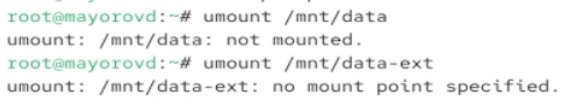 root@mayorovd:~# umount /mnt/data
umount: /mnt/data: not mounted.
root@mayorovd:~# umount /mnt/data-ext
umount: /mnt/data-ext: no mount point specified.